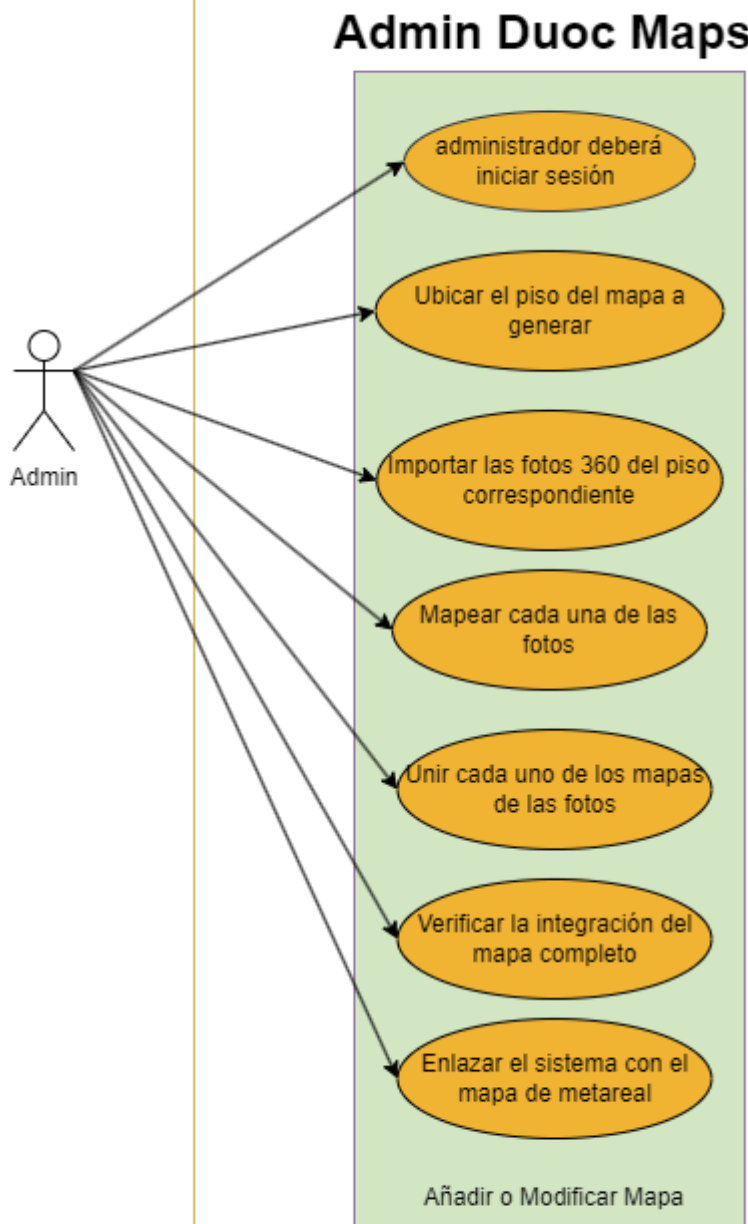 Admin Duoc Maps
administrador deberá
iniciar sesión
Ubicar el piso del mapa a
generar
Admin
Importar las fotos 360 del piso
correspondiente
Mapear cada una de las
fotos
Unir cada uno de los mapas
de las fotos
Verificar la integración del
mapa completo
Enlazar el sistema con el
mapa de metareal
Añadir o Modificar Mapa